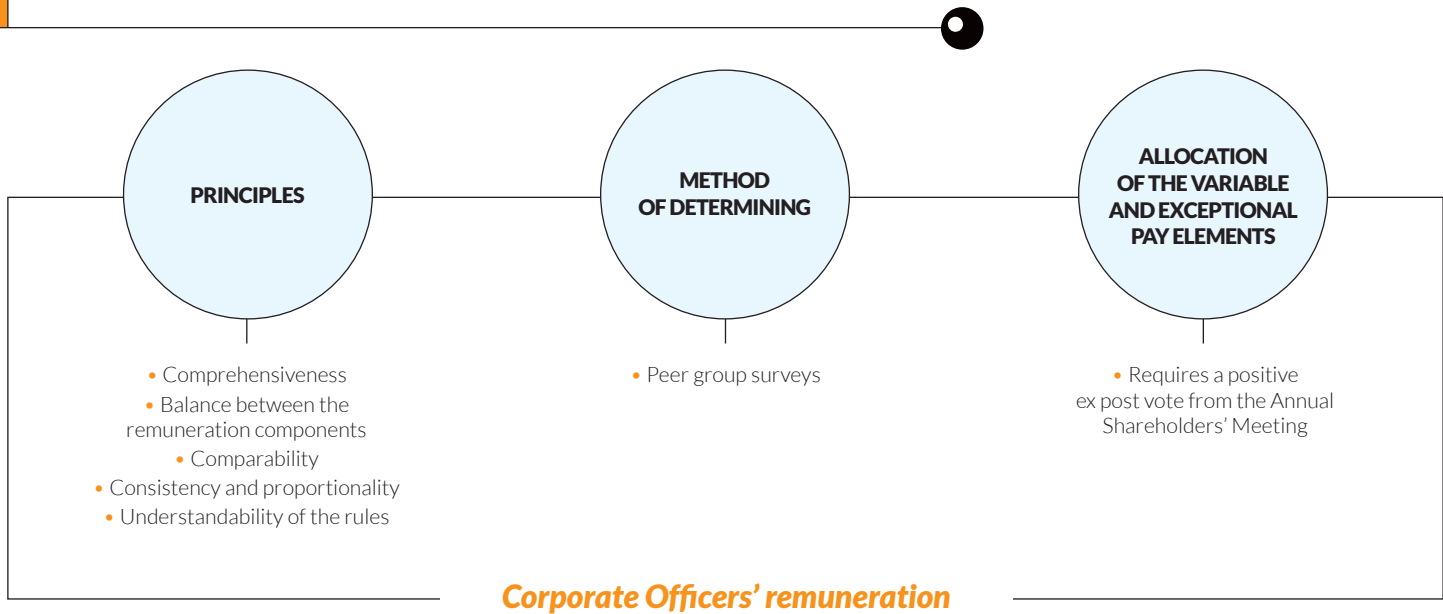 PRINCIPLES
• Comprehensiveness
• Balance between the
remuneration components
• Comparability
• Consistency and proportionality
• Understandability of the rules
METHOD
OF DETERMINING
• Peer group surveys
ALLOCATION
OF THE VARIABLE
AND EXCEPTIONAL
PAY ELEMENTS
• Requires a positive
ex post vote from the Annual
Shareholders’ Meeting
Corporate Officers’ remuneration